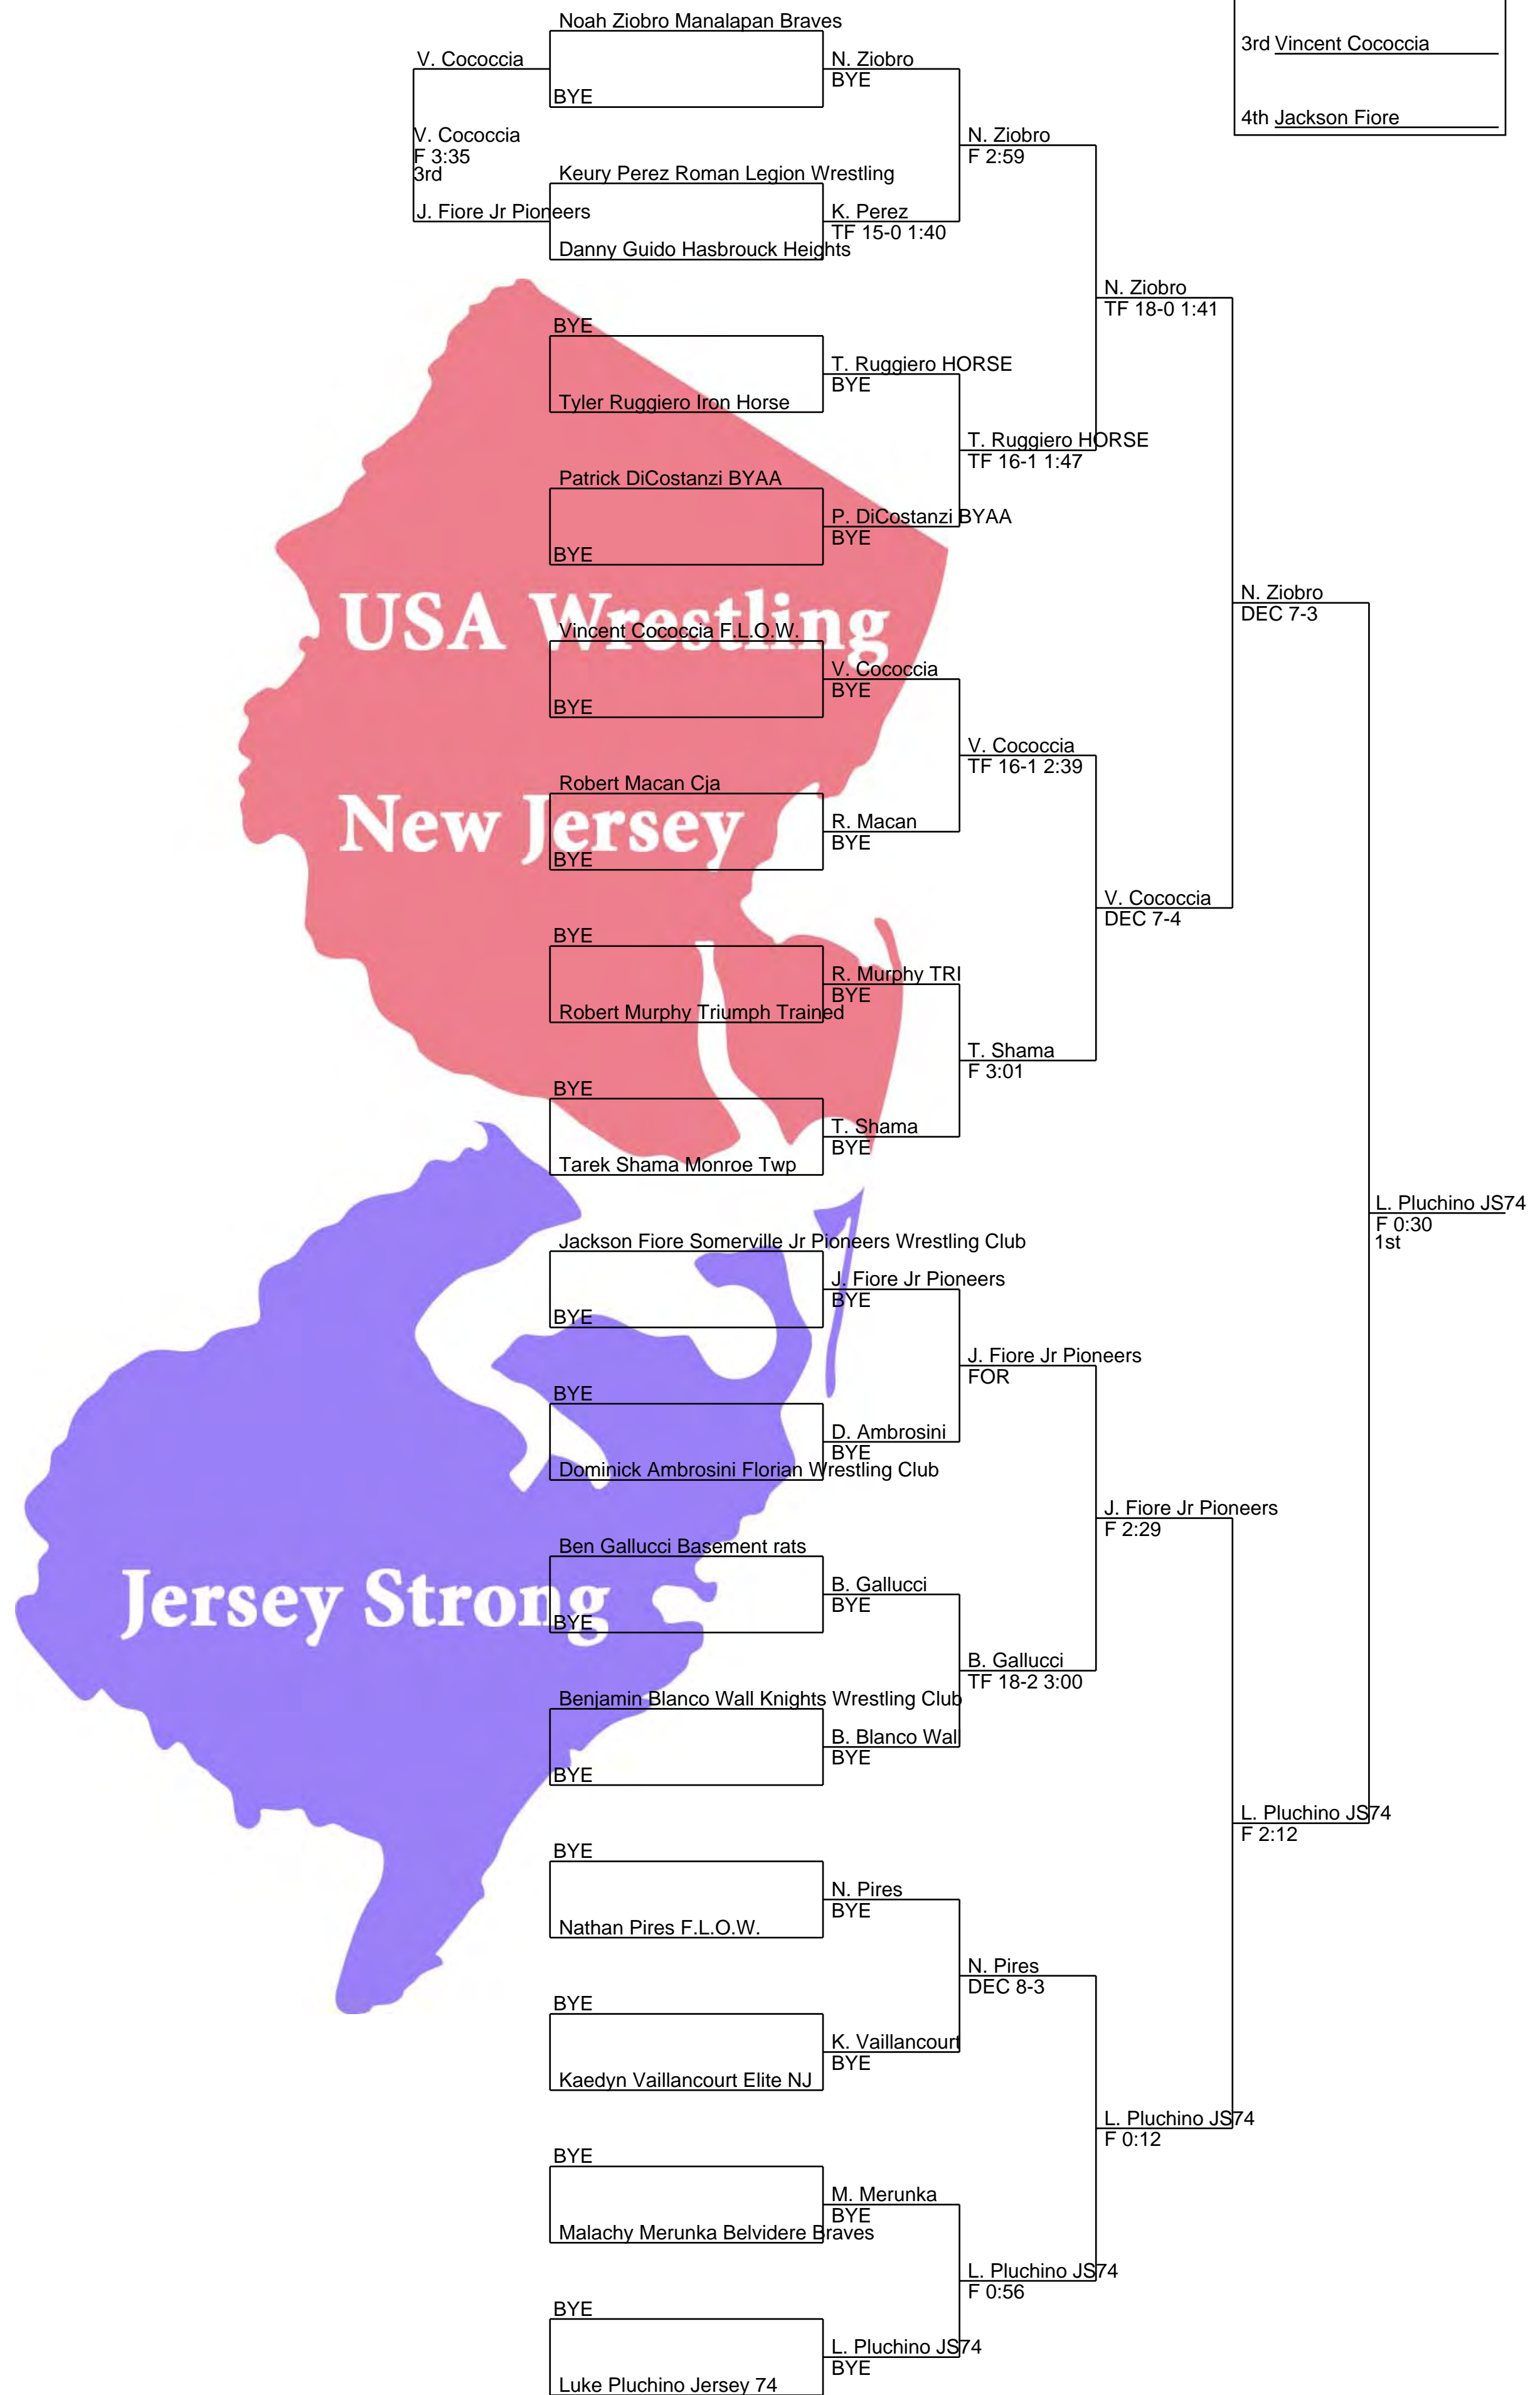 Noah Ziobro Manalapan Braves
3rd Vincent Cococcia
V. Cococcia
N. Ziobro
BYE
BYE
4th Jackson Fiore
V. Cococcia
F 3:35
3rd
N. Ziobro
F 2:59
Keury Perez Roman Legion Wrestling
J. Fiore Jr Pioneers
K. Perez
TF 15-0 1:40
Danny Guido Hasbrouck Heights
N. Ziobro
TF 18-0 1:41
BYE
T. Ruggiero HORSE
BYE
Tyler Ruggiero Iron Horse
T. Ruggiero HORSE
TF 16-1 1:47
Patrick DiCostanzi BYAA
P. DiCostanzi BYAA
BYE
BYE
N. Ziobro
DEC 7-3
USA Wrestling
Vincent Cococcia F.L.O.W.
V. Cococcia
BYE
BYE
V. Cococcia
TF 16-1 2:39
Robert Macan Cja
New Jersey
R. Macan
BYE
BYE
V. Cococcia
DEC 7-4
BYE
R. Murphy TRI
BYE
Robert Murphy Triumph Trained
T. Shama
F 3:01
BYE
T. Shama
BYE
Tarek Shama Monroe Twp
L. Pluchino JS74
F 0:30
1st
Jackson Fiore Somerville Jr Pioneers Wrestling Club
J. Fiore Jr Pioneers
BYE
BYE
J. Fiore Jr Pioneers
FOR
BYE
D. Ambrosini
BYE
Dominick Ambrosini Florian Wrestling Club
J. Fiore Jr Pioneers
F 2:29
Ben Gallucci Basement rats
B. Gallucci
BYE
Jersey Strong
BYE
B. Gallucci
TF 18-2 3:00
Benjamin Blanco Wall Knights Wrestling Club
B. Blanco Wall
BYE
BYE
L. Pluchino JS74
F 2:12
BYE
N. Pires
BYE
Nathan Pires F.L.O.W.
N. Pires
DEC 8-3
BYE
K. Vaillancourt
BYE
Kaedyn Vaillancourt Elite NJ
L. Pluchino JS74
F 0:12
BYE
M. Merunka
BYE
Malachy Merunka Belvidere Braves
L. Pluchino JS74
F 0:56
BYE
L. Pluchino JS74
BYE
Luke Pluchino Jersey 74